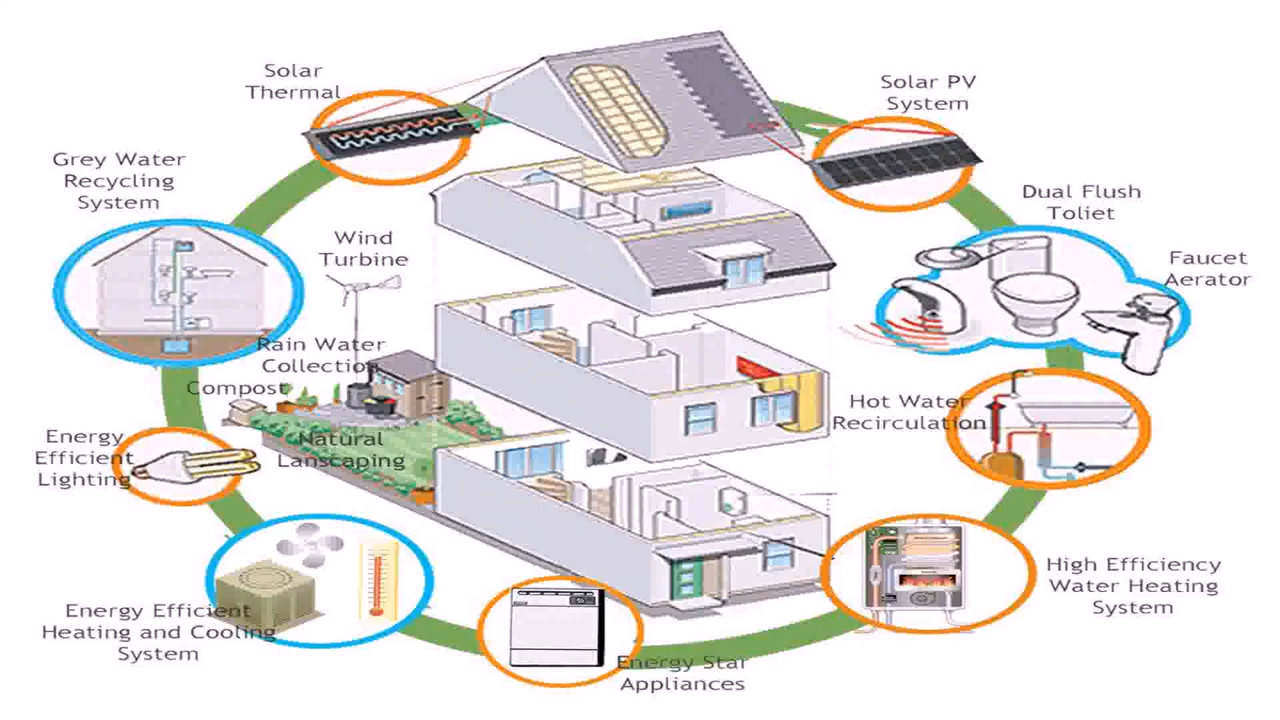 Solar
Thermal
Solar PV
System
Grey Water
Recycling
System
Dual Flush
Toliet
Wind
Turbine
Faucet
Aerator
Rain Water
Collection
Compost
Hot Water
Recirculation
Energy
Efficient
Lighting
Natural
Lanscaping
High Efficiency
Water Heating
System
Energy Efficient
Heating and Cooling
System
Energy Star
Appliances